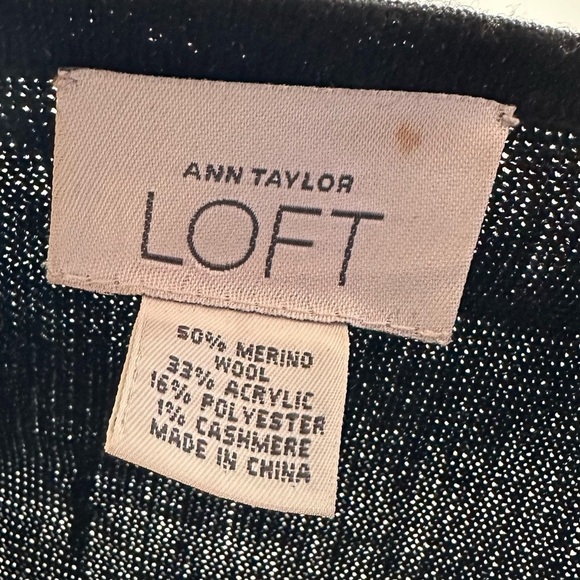 ANN TAYLOR
LOFT
50% MERINO
WOOL
33% ACRYLIC
16% POLYESTER
1% CASHMERE
MADE IN CHINA